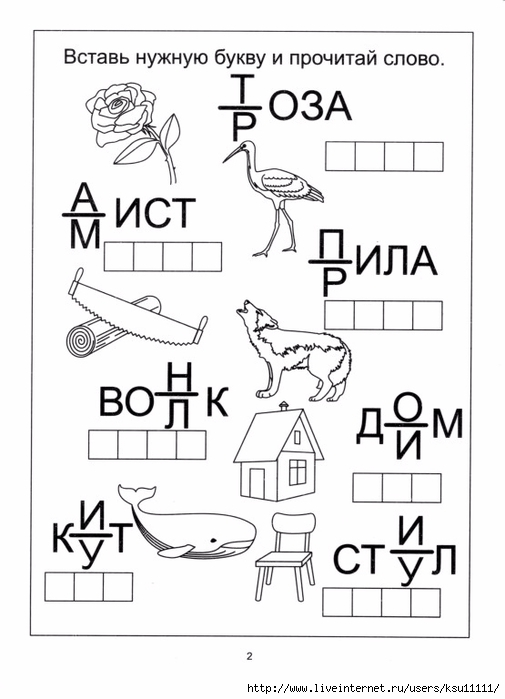 Вставь нужную букву и прочитай слово.
Т/Р ОЗА
А/М ИСТ
П/Р ИЛА
ВО Н/Л К
Д О/И М
К И/У Т
СТ И/У Л
2
http://www.liveinternet.ru/users/ksu11111/